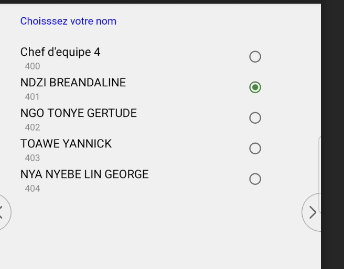 Choisssez votre nom
Chef d'equipe 4
400
NDZI BREANDALINE
401
NGO TONYE GERTUDE
402
TOAWE YANNICK
403
NYA NYEBE LIN GEORGE
404